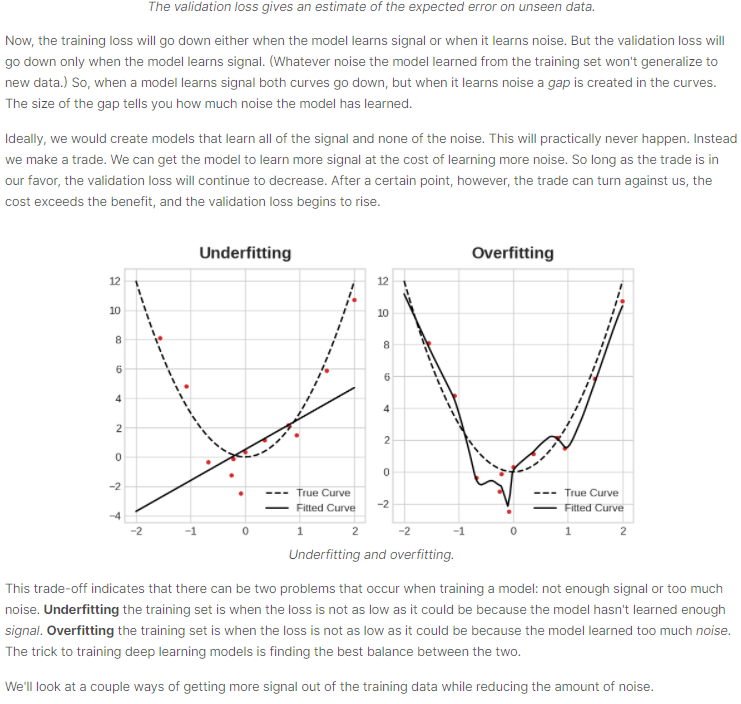 The validation loss gives an estimate of the expected error on unseen data.
Now, the training loss will go down either when the model learns signal or when it learns noise. But the validation loss will
go down only when the model learns signal. (Whatever noise the model learned from the training set won't generalize to
new data.) So, when a model learns signal both curves go down, but when it learns noise a gap is created in the curves.
The size of the gap tells you how much noise the model has learned.
Ideally, we would create models that learn all of the signal and none of the noise. This will practically never happen. Instead
we make a trade. We can get the model to learn more signal at the cost of learning more noise. So long as the trade is in
our favor, the validation loss will continue to decrease. After a certain point, however, the trade can turn against us, the
cost exceeds the benefit, and the validation loss begins to rise.
Underfitting
12
10
8
6
4
2
0
-2
-4
-2
-1
0
1
2
True Curve
Fitted Curve
Overfitting
12
10
8
6
4
2
0
-2
-2
-1
0
1
2
True Curve
Fitted Curve
Underfitting and overfitting.
This trade-off indicates that there can be two problems that occur when training a model: not enough signal or too much
noise. Underfitting the training set is when the loss is not as low as it could be because the model hasn't learned enough
signal. Overfitting the training set is when the loss is not as low as it could be because the model learned too much noise.
The trick to training deep learning models is finding the best balance between the two.
We'll look at a couple ways of getting more signal out of the training data while reducing the amount of noise.